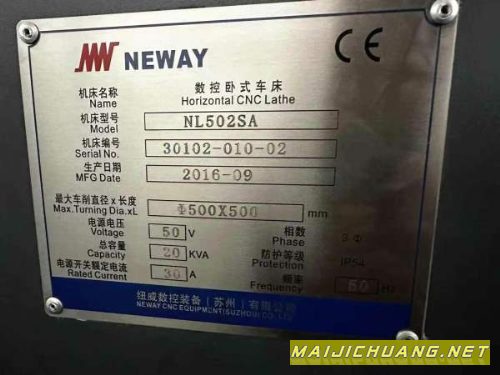 NEWAY CE
数控卧式车床
Horizontal CNC Lathe
机床名称
Name
机床型号
Model NL502SA
机床编号
Serial No. 30102-010-02
生产日期
MFG Date 2016-09
最大车削直径 x 长度
Max.Turning Dia.xL Φ500X500 mm
电源电压
Voltage 50 V
相数
Phase 3 Φ
总容量
Capacity 20 KVA
防护等级
Protection IP54
电源开关额定电流
Rated Current 30 A
频率
Frequency 50 Hz
纽威数控装备(苏州)有限公司
NEWAY CNC EQUIPMENT(SUZHOU)CO.,LTD
MAIJICHUANG.NET